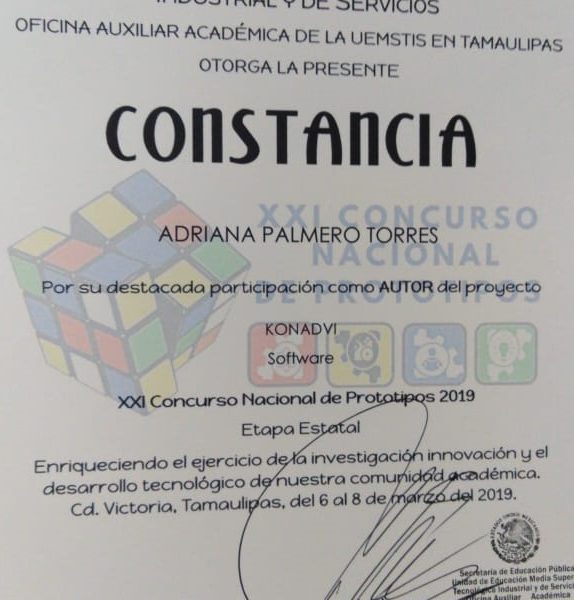 INDUSTRIAL Y DE SERVICIOS
OFICINA AUXILIAR ACADÉMICA DE LA UEMSTIS EN TAMAULIPAS
OTORGA LA PRESENTE
CONSTANCIA
XXI CONCURSO
NACIONAL
DE PROTOTIPOS
ADRIANA PALMERO TORRES
Por su destacada participación como AUTOR del proyecto
KONADVI
Software
XXI Concurso Nacional de Prototipos 2019
Etapa Estatal
Enriqueciendo el ejercicio de la investigación innovación y el
desarrollo tecnológico de nuestra comunidad académica.
Cd. Victoria, Tamaulipas, del 6 al 8 de marzo del 2019.
Secretaría de Educación Pública
Unidad de Educación Media Super
Tecnológica Industrial y de Servici
Oficina Auxiliar Académica